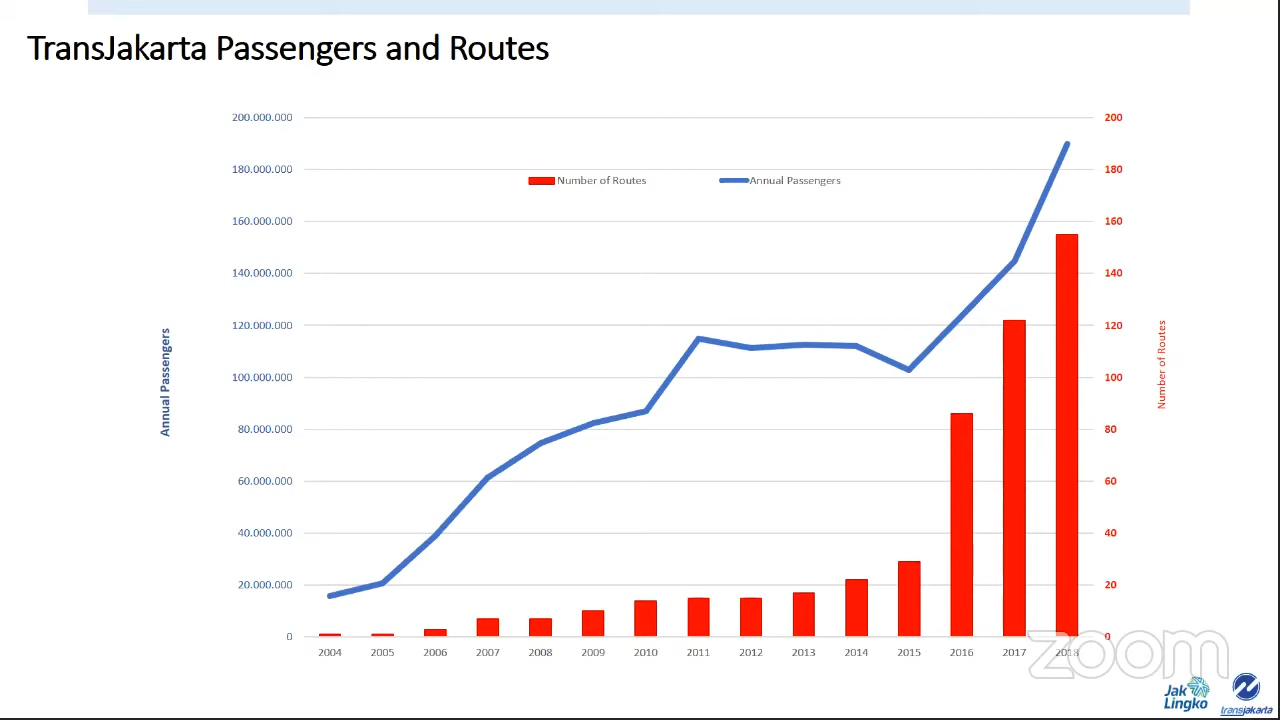 TransJakarta Passengers and Routes
200.000.000
180.000.000
160.000.000
140.000.000
120.000.000
100.000.000
80.000.000
60.000.000
40.000.000
20.000.000
0
Annual Passengers
Number of Routes
Annual Passengers
200
180
160
140
120
100
80
60
40
20
0
Number of Routes
2004 2005 2006 2007 2008 2009 2010 2011 2012 2013 2014 2015 2016 2017 2018
zoom
Jak
Lingko
transjakarta